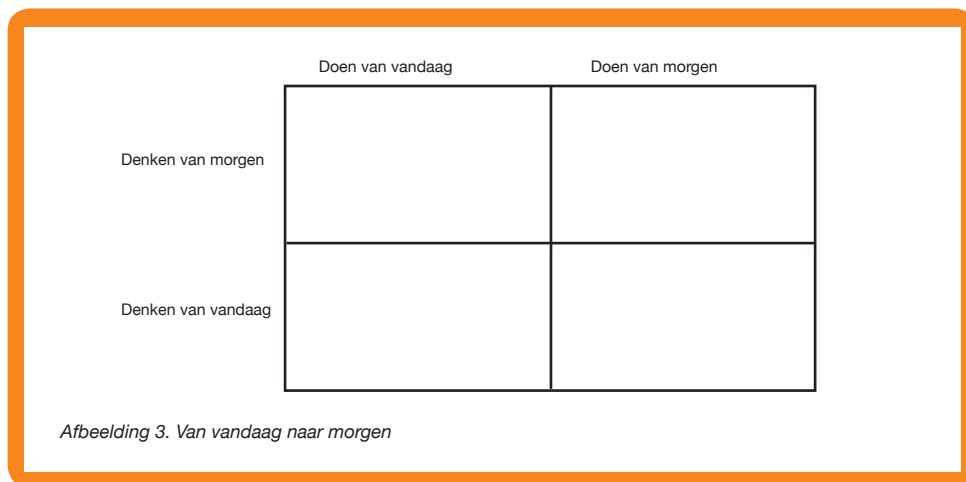 Doen van vandaag Doen van morgen
Denken van morgen
Denken van vandaag
Afbeelding 3. Van vandaag naar morgen